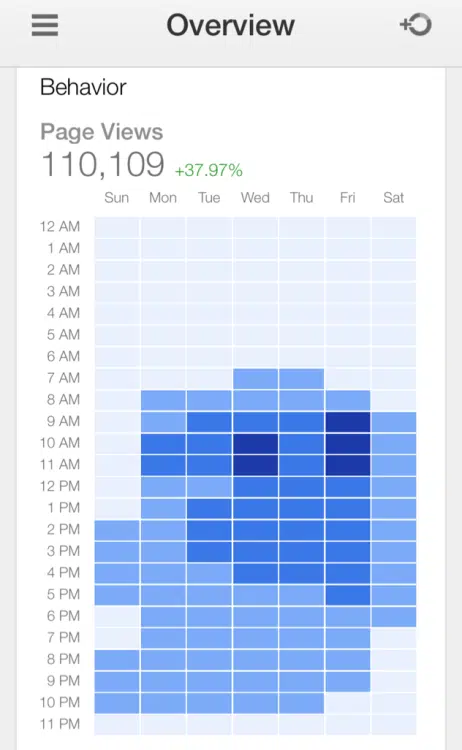 Overview
Behavior
Page Views
110,109 +37.97%
Sun Mon Tue Wed Thu Fri Sat
12 AM
1 AM
2 AM
3 AM
4 AM
5 AM
6 AM
7 AM
8 AM
9 AM
10 AM
11 AM
12 PM
1 PM
2 PM
3 PM
4 PM
5 PM
6 PM
7 PM
8 PM
9 PM
10 PM
11 PM